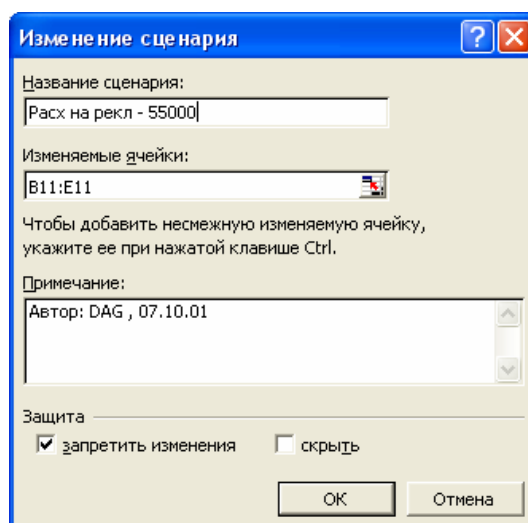 Изменение сценария
Название сценария:
Расх на рекл - 55000
Изменяемые ячейки:
B11:E11
Чтобы добавить несмежную изменяемую ячейку,
укажите ее при нажатой клавише Ctrl.
Примечание:
Автор: DAG , 07.10.01
Защита
запретить изменения скрыть
ОК Отмена